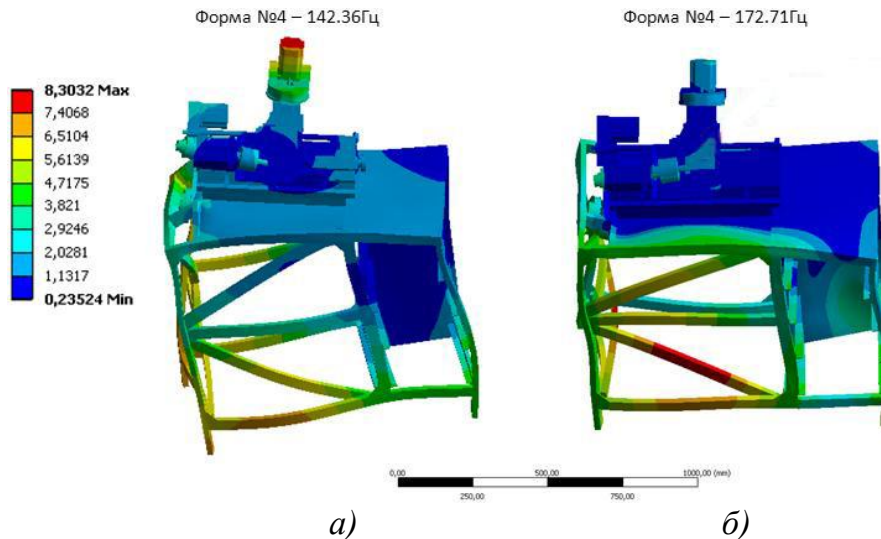 Форма №4 – 142.36Гц
Форма №4 – 172.71Гц
8,3032 Max
7,4068
6,5104
5,6139
4,7175
3,821
2,9246
2,0281
1,1317
0,23524 Min
0,00
500,00
1000,00 (mm)
250,00
750,00
а)
б)